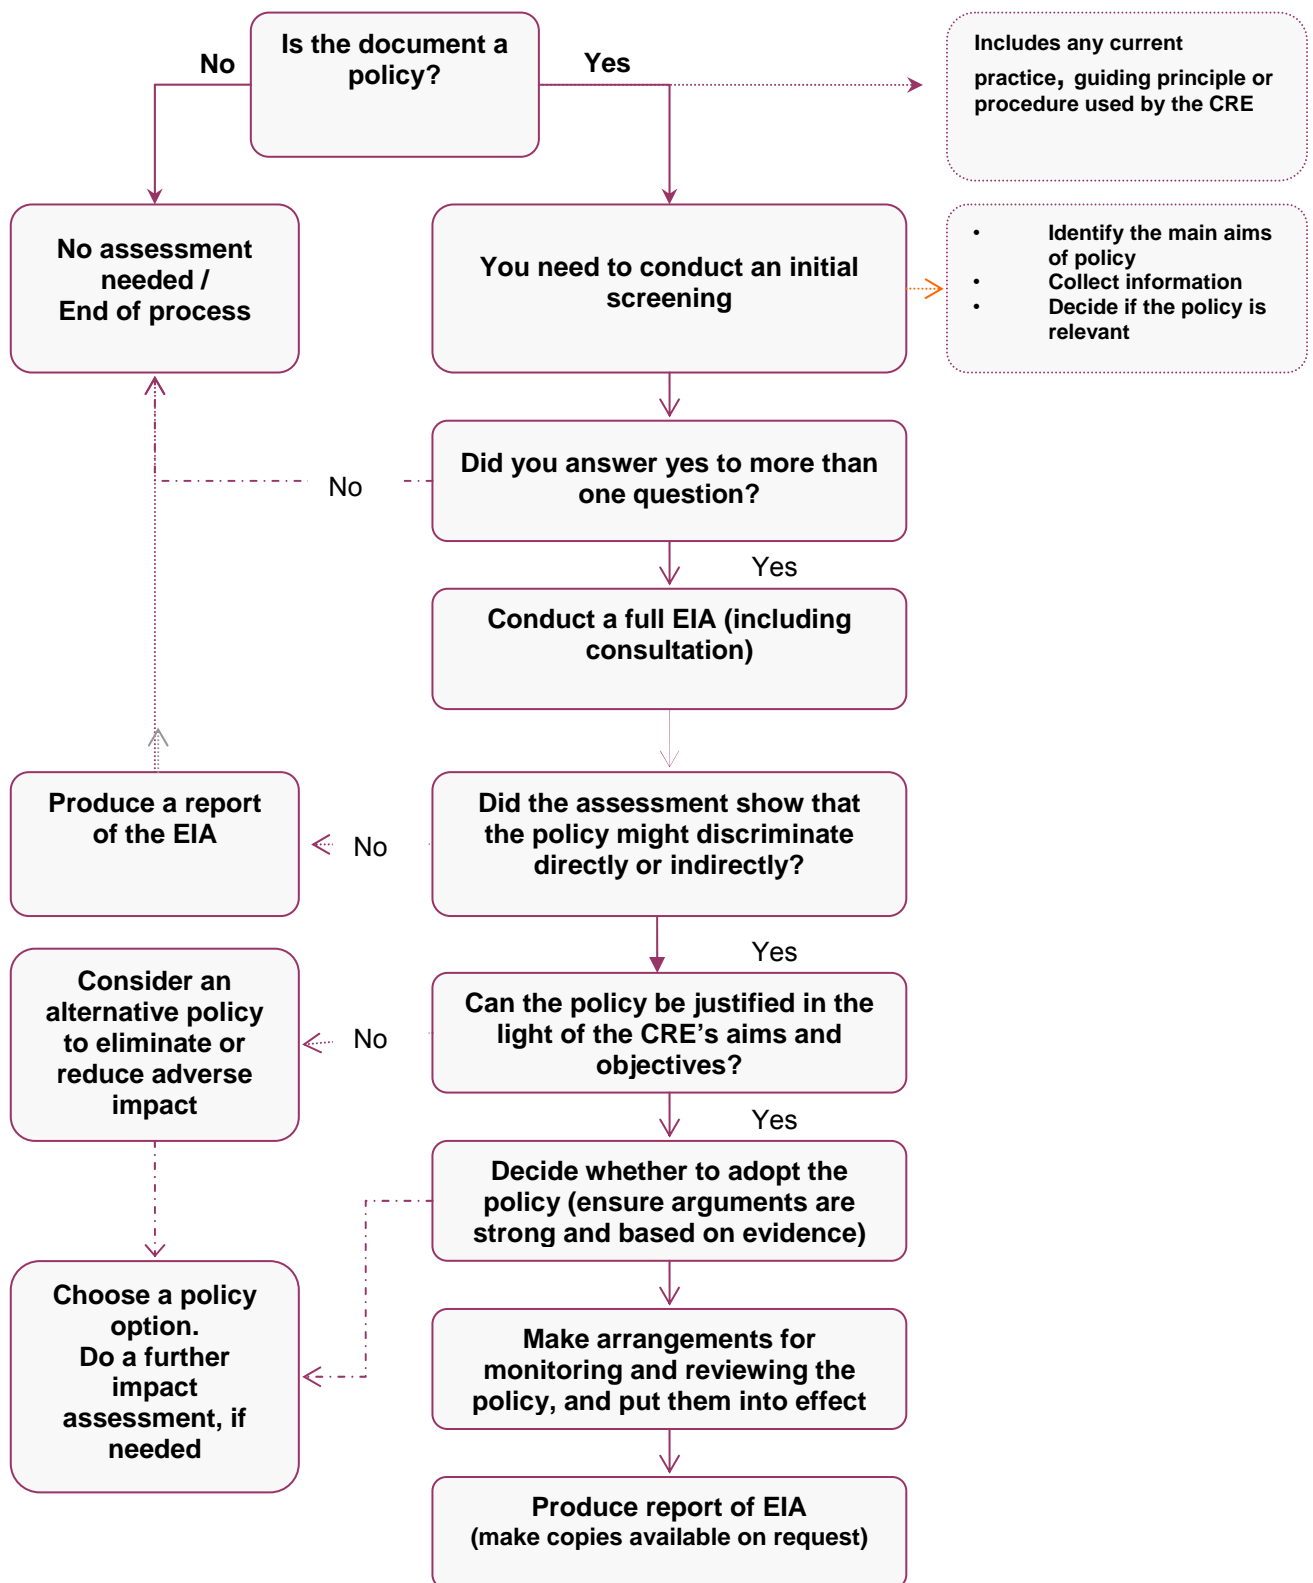 Is the document a
policy?
No
Yes
Includes any current
practice, guiding principle or
procedure used by the CRE
No assessment
needed /
End of process
You need to conduct an initial
screening
• Identify the main aims
of policy
• Collect information
• Decide if the policy is
relevant
Did you answer yes to more than
one question?
No
Yes
Conduct a full EIA (including
consultation)
Produce a report
of the EIA
No
Did the assessment show that
the policy might discriminate
directly or indirectly?
Yes
Consider an
alternative policy
to eliminate or
reduce adverse
impact
No
Can the policy be justified in the
light of the CRE’s aims and
objectives?
Yes
Decide whether to adopt the
policy (ensure arguments are
strong and based on evidence)
Choose a policy
option.
Do a further
impact
assessment, if
needed
Make arrangements for
monitoring and reviewing the
policy, and put them into effect
Produce report of EIA
(make copies available on request)